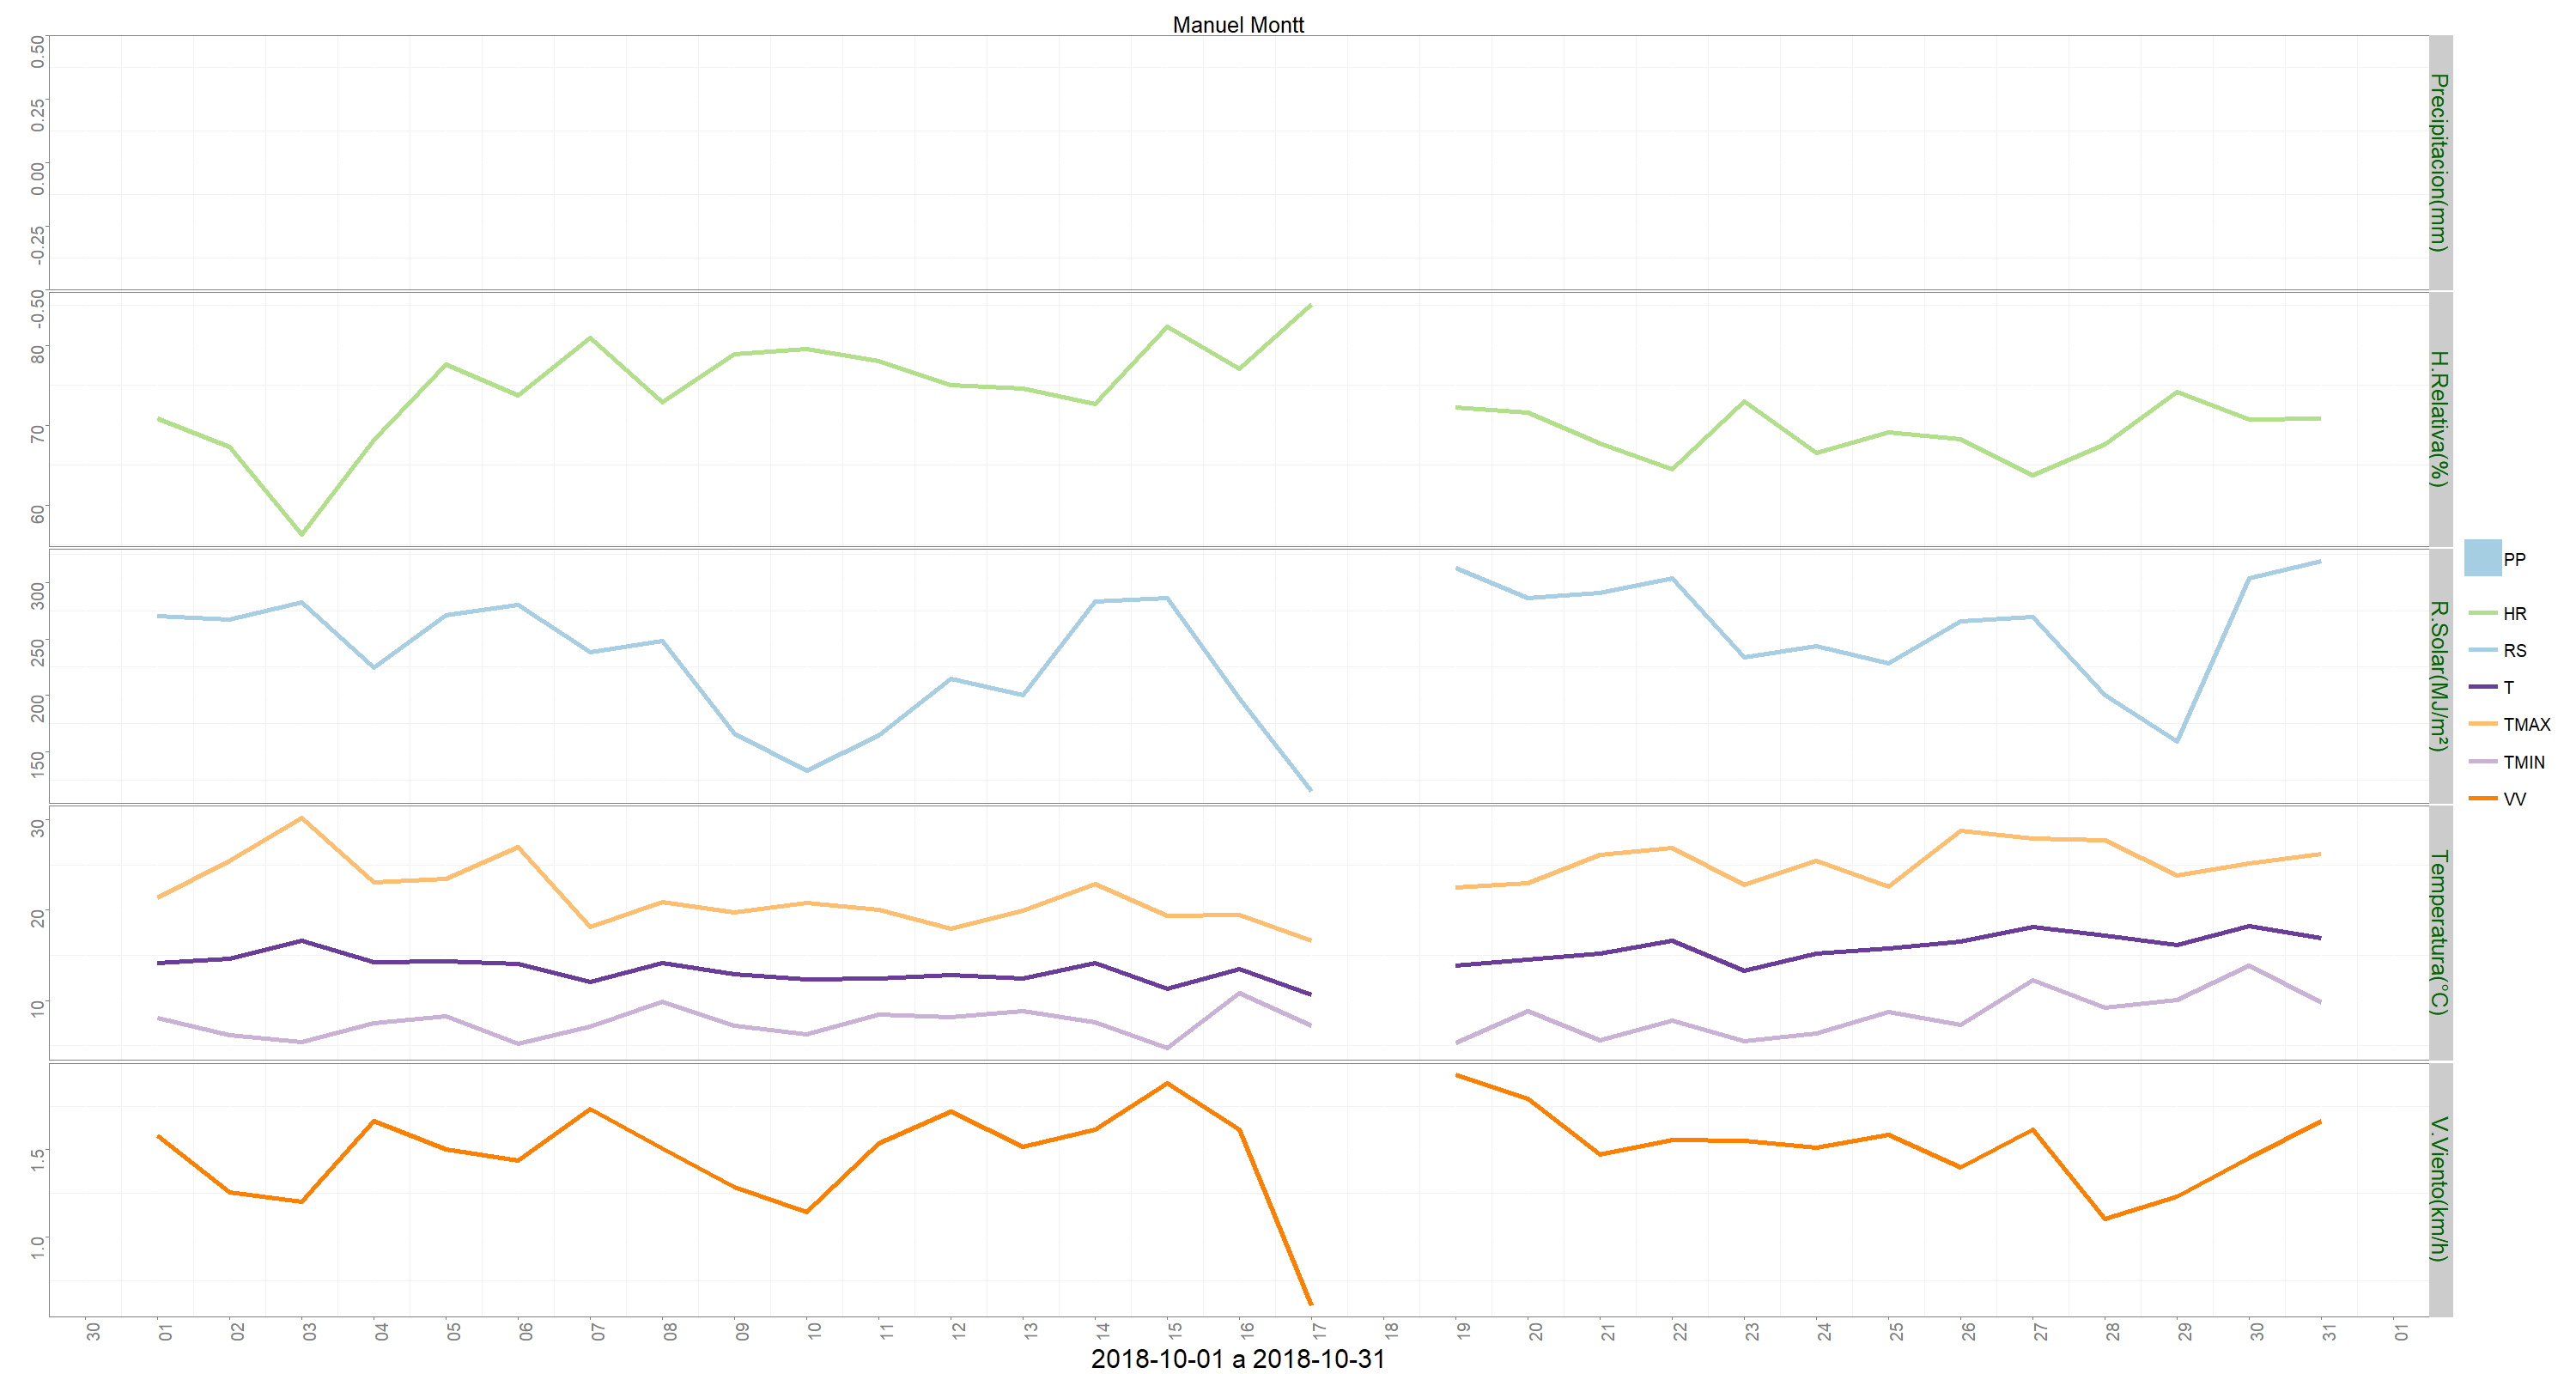 Manuel Montt
0.50
0.25
0.00
-0.25
-0.50
Precipitacion(mm)
80
70
60
H.Relativa(%)
300
250
200
150
R.Solar(MJ/m²)
30
20
10
Temperatura(°C)
1.5
1.0
V.Viento(km/h)
30 01 02 03 04 05 06 07 08 09 10 11 12 13 14 15 16 17 18 19 20 21 22 23 24 25 26 27 28 29 30 31 01
2018-10-01 a 2018-10-31
PP
HR
RS
T
TMAX
TMIN
VV